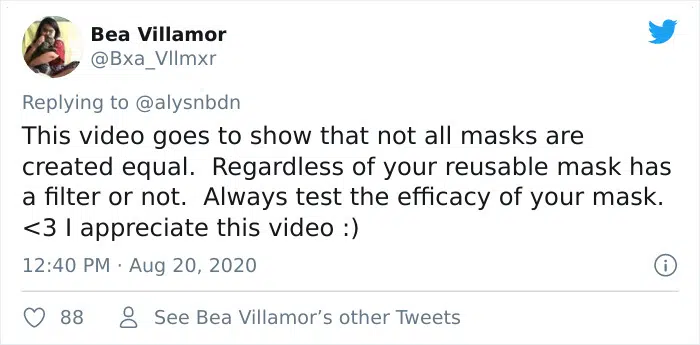 Bea Villamor
@Bxa_Vllmxr
Replying to @alysnbdn
This video goes to show that not all masks are
created equal.  Regardless of your reusable mask has
a filter or not.  Always test the efficacy of your mask.
<3 I appreciate this video :)
12:40 PM · Aug 20, 2020
88
See Bea Villamor’s other Tweets